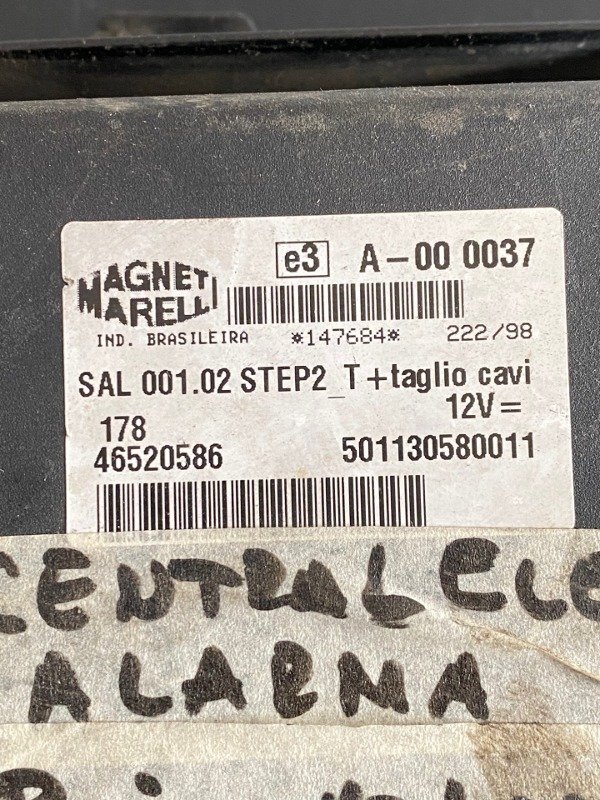 e3 A-00 0037
MAGNETI
MARELLI
IND. BRASILEIRA *147684* 222/98
SAL 001.02 STEP2_T+taglio cavi
12V=
178
46520586 501130580011
CENTRAL ELE
ALARNA